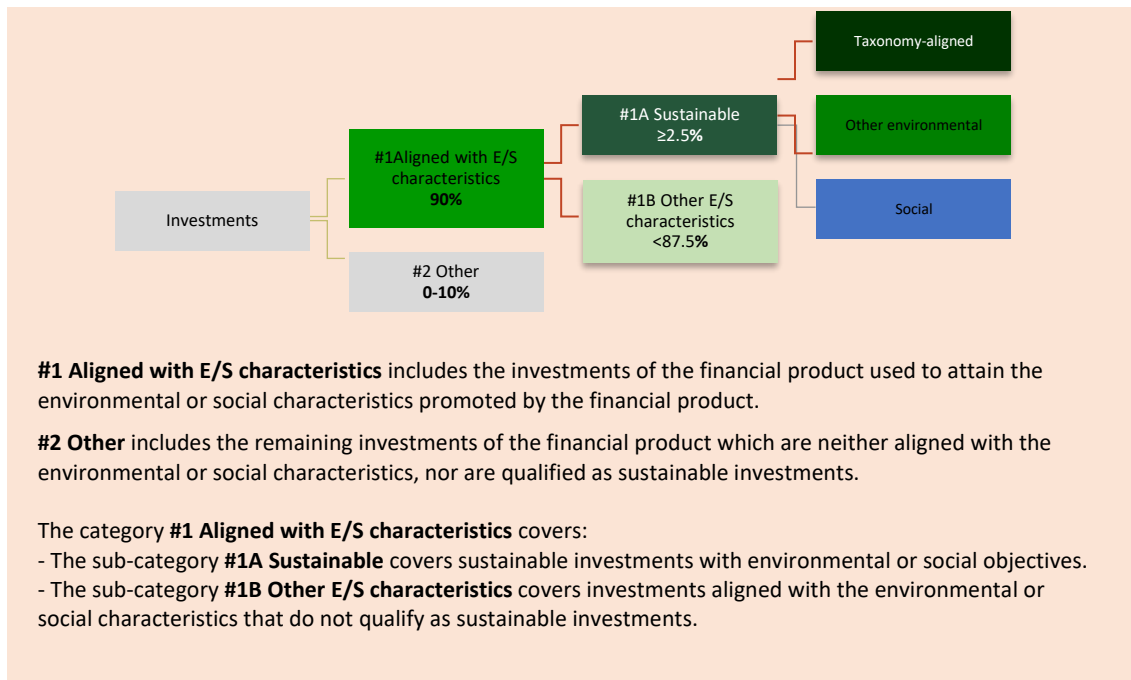 Taxonomy-aligned
#1A Sustainable
≥2.5%
Other environmental
#1Aligned with E/S
characteristics
90%
#1B Other E/S
characteristics
<87.5%
Social
Investments
#2 Other
0-10%
#1 Aligned with E/S characteristics includes the investments of the financial product used to attain the
environmental or social characteristics promoted by the financial product.
#2 Other includes the remaining investments of the financial product which are neither aligned with the
environmental or social characteristics, nor are qualified as sustainable investments.
The category #1 Aligned with E/S characteristics covers:
- The sub-category #1A Sustainable covers sustainable investments with environmental or social objectives.
- The sub-category #1B Other E/S characteristics covers investments aligned with the environmental or
social characteristics that do not qualify as sustainable investments.